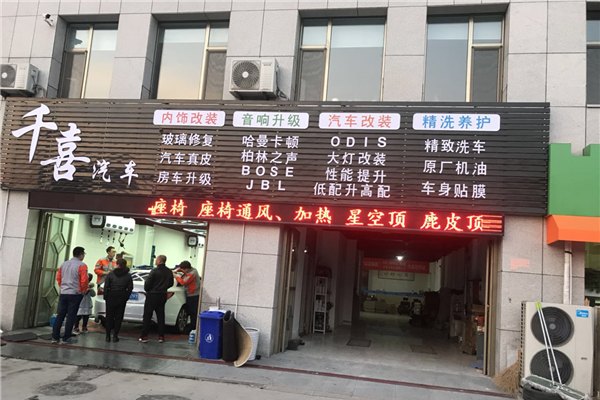 千喜汽车
内饰改装
玻璃修复
汽车真皮
房车升级
音响升级
哈曼卡顿
柏林之声
BOSE
JBL
汽车改装
ODIS
大灯改装
性能提升
低配升高配
精洗养护
精致洗车
原厂机油
车身贴膜
座椅 座椅通风、加热 星空顶 鹿皮顶